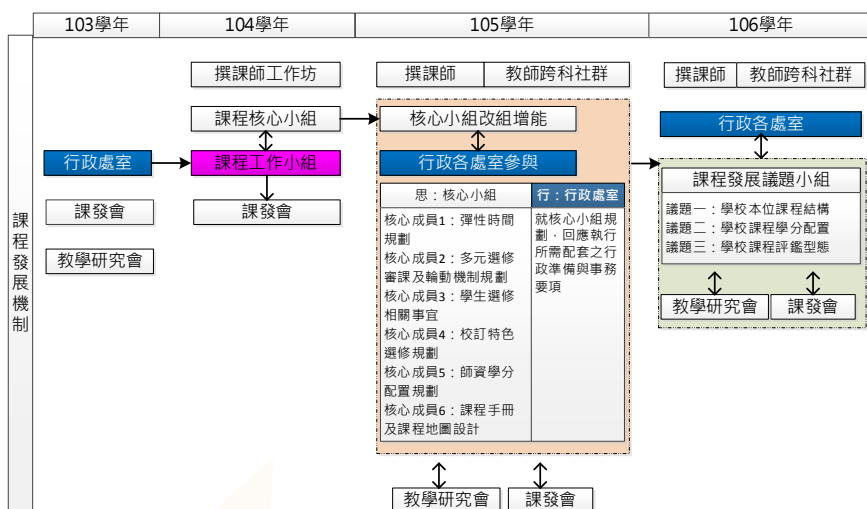 103學年
104學年
105學年
106學年
課程發展機制
行政處室
課發會
教學研究會
撰課師工作坊
課程核心小組
課程工作小組
課發會
撰課師
教師跨科社群
核心小組改組增能
行政各處室參與
思：核心小組
核心成員1：彈性時間
規劃
核心成員2：多元選修
審課及輪動機制規劃
核心成員3：學生選修
相關事宜
核心成員4：校訂特色
選修規劃
核心成員5：師資學分
配置規劃
核心成員6：課程手冊
及課程地圖設計
行：行政處室
就核心小組規
劃，回應執行
所需配套之行
政準備與事務
要項
教學研究會
課發會
撰課師
教師跨科社群
行政各處室
課程發展議題小組
議題一：學校本位課程結構
議題二：學校課程學分配置
議題三：學校課程評鑑型態
教學研究會
課發會